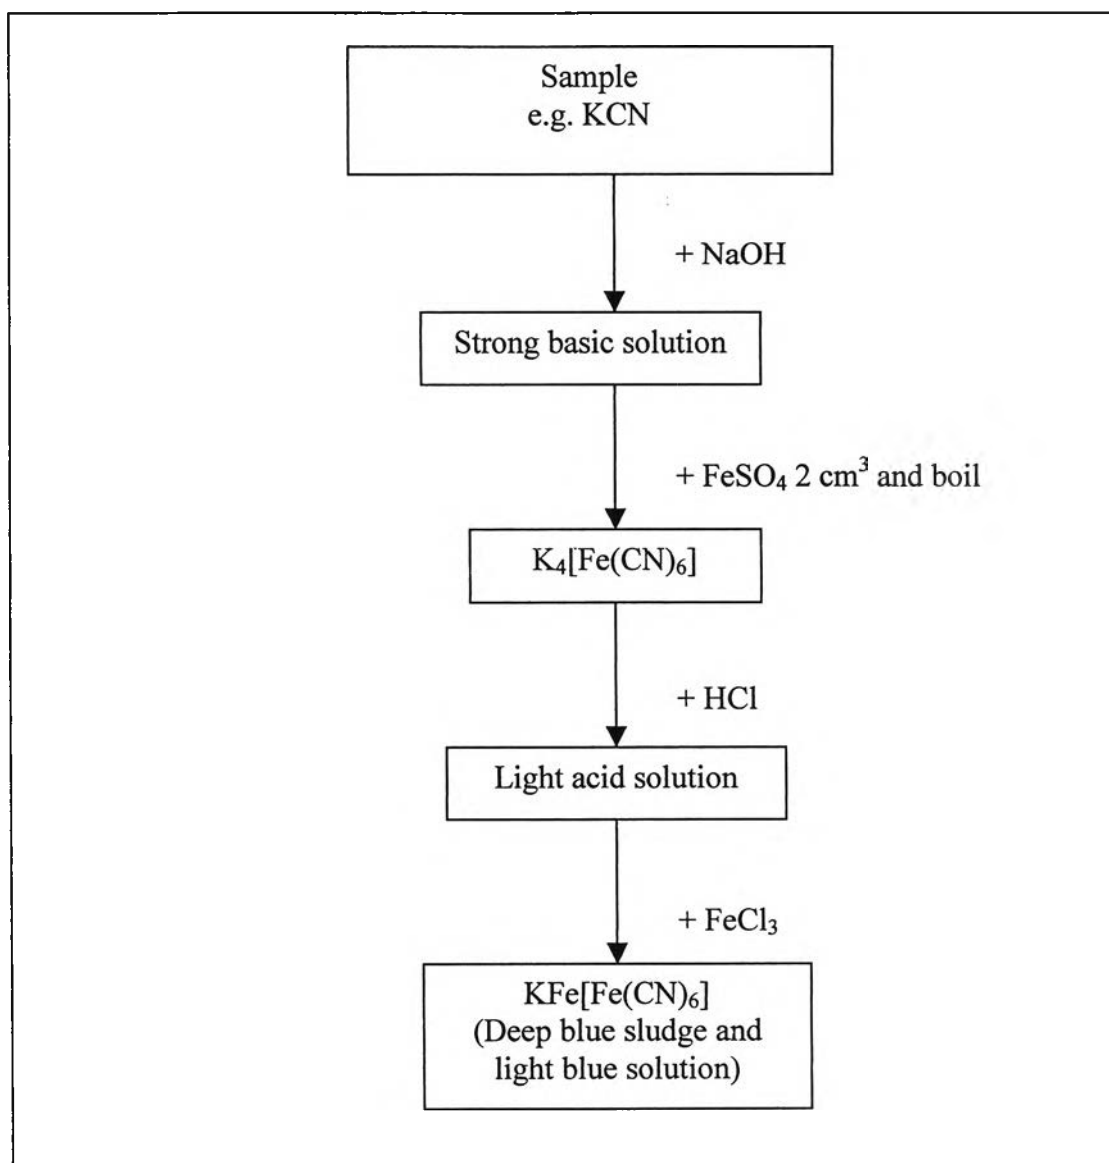 Sample
e.g. KCN
+ NaOH
Strong basic solution
+ FeSO₄ 2 cm³ and boil
K₄[Fe(CN)₆]
+ HCl
Light acid solution
+ FeCl₃
KFe[Fe(CN)₆]
(Deep blue sludge and
light blue solution)